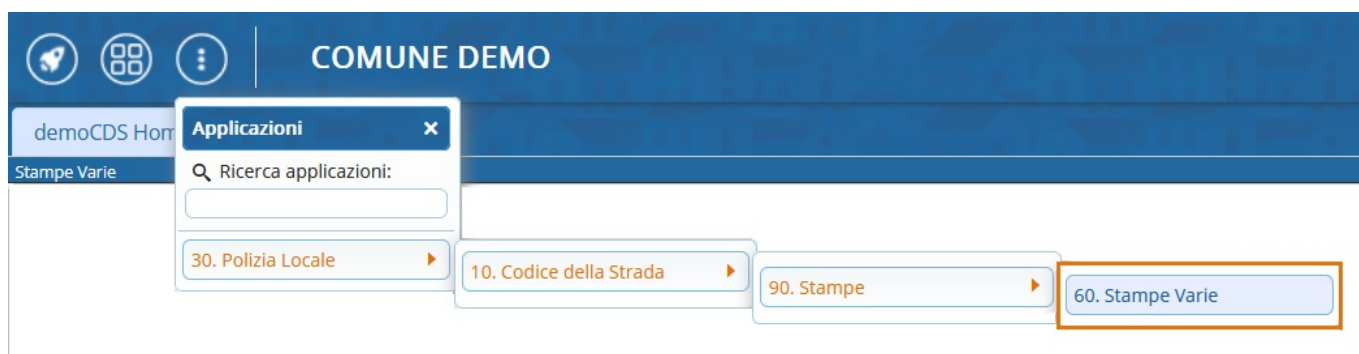 COMUNE DEMO
demoCDS Hom
Applicazioni
Stampe Varie
Ricerca applicazioni:
30. Polizia Locale
10. Codice della Strada
90. Stampe
60. Stampe Varie